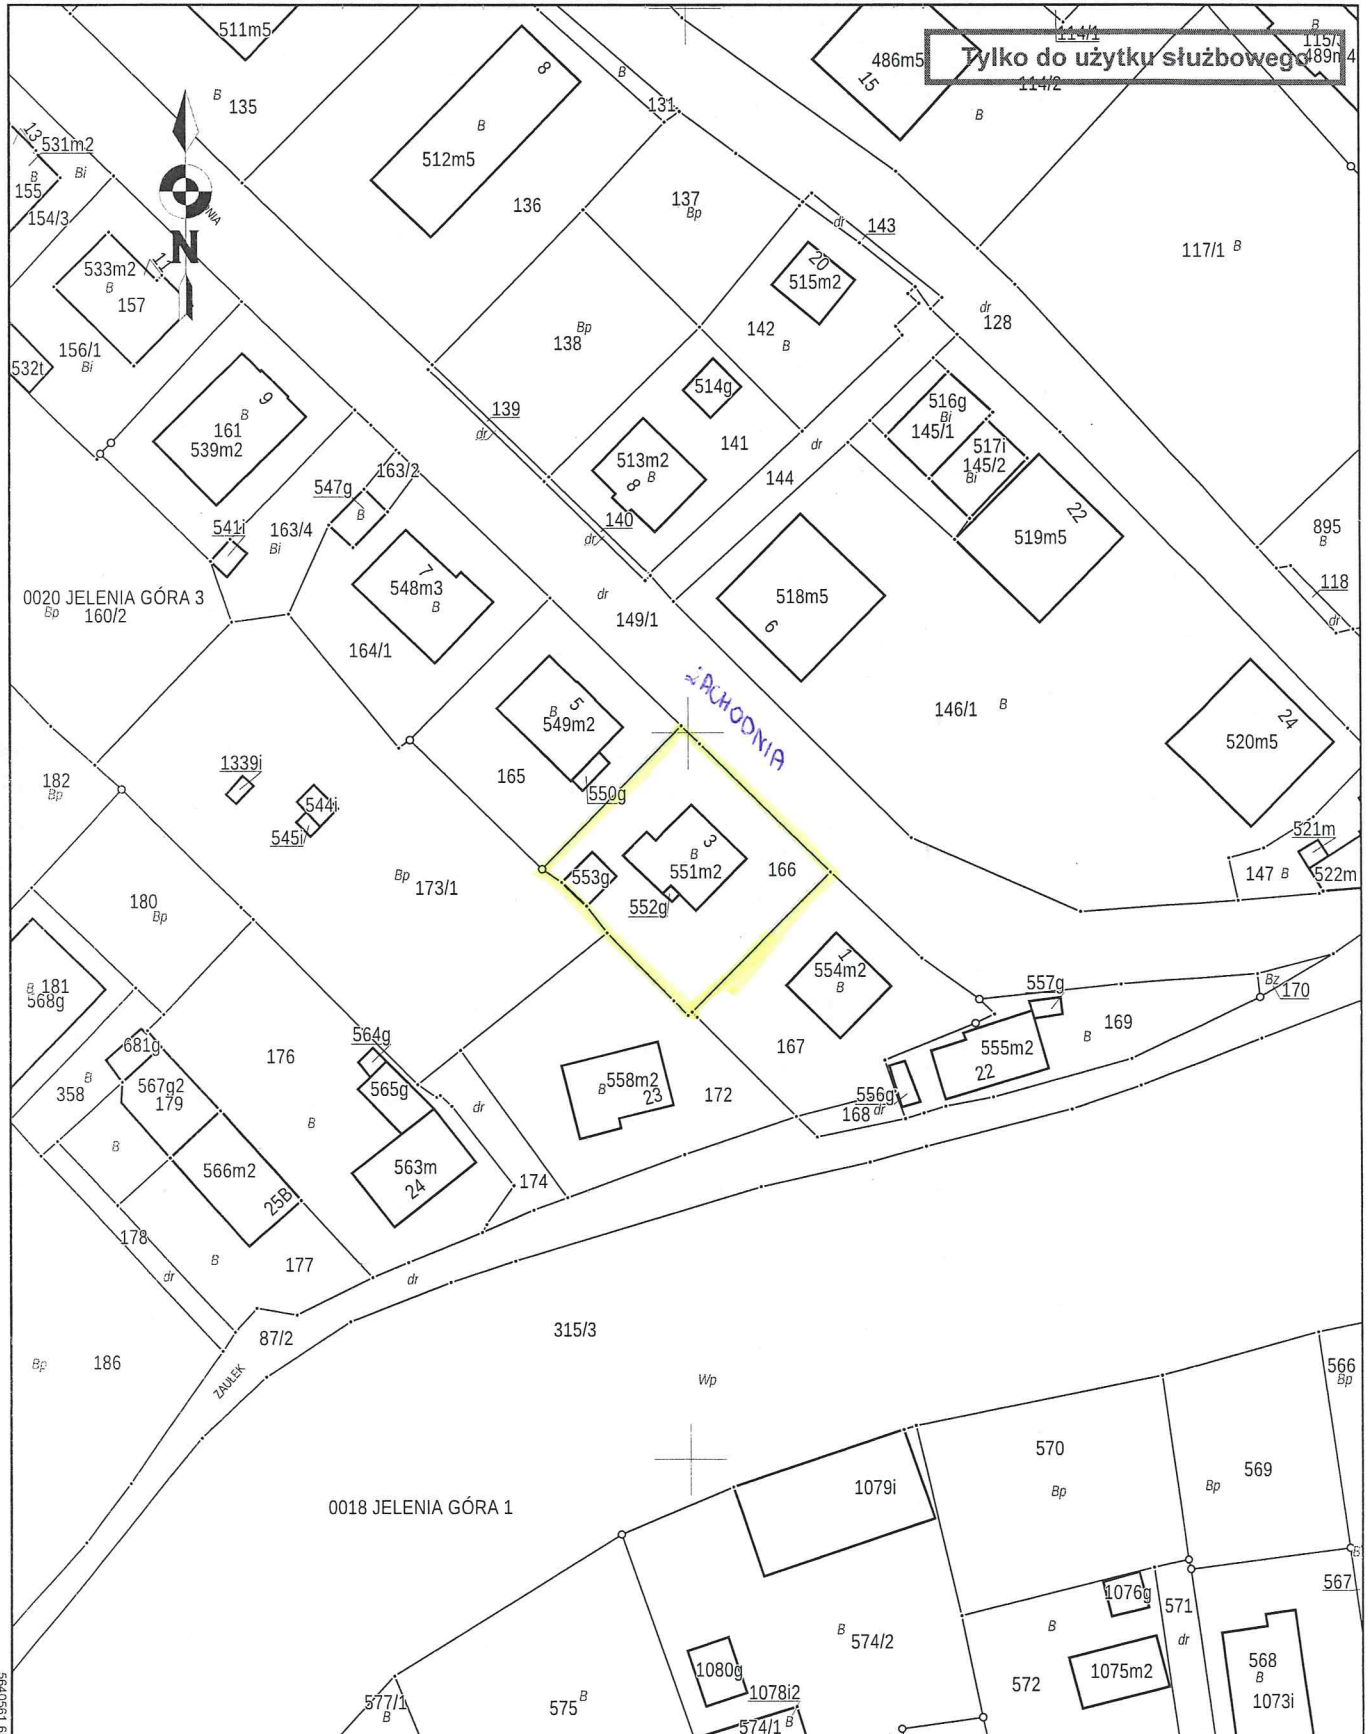 511m5
114/1
B
115/
Tylko do użytku służbowego
486m5
489m4
15
114/2
8
B
B
135
131
B
B
512m5
13
531m2
Bi
B
155
154/3
136
137
Bp
dr
143
117/1 B
N
533m2
11
B
157
20
515m2
dr
128
138
Bp
142
B
156/1
Bi
532t
9
B
161
539m2
139
dr
514g
516g
Bi
145/1
517i
145/2
Bi
141
dr
513m2
B
8
144
163/2
547g
B
541i
163/4
Bi
140
dr
22
519m5
895
B
118
dr
7
548m3
B
0020 JELENIA GÓRA 3
Bp
160/2
dr
149/1
518m5
6
164/1
ZACHODNIA
146/1 B
5
B
549m2
24
520m5
182
Bp
1339i
544i
545i
165
550g
3
B
551m2
166
553g
552g
521m
147 B
522m
Bp
173/1
180
Bp
1
554m2
B
557g
Bz
170
B
181
568g
564g
565g
681g
176
B
167
555m2
22
169
B
358
B
567g2
179
558m2
B
23
172
556g
168
dr
dr
B
566m2
25B
563m
24
174
178
dr
B
177
dr
87/2
315/3
ZAUŁEK
Bp
186
Wp
566
Bp
570
Bp
569
Bp
1079i
0018 JELENIA GÓRA 1
567
1076g
571
dr
B
574/2
B
572
1075m2
568
B
1073i
1080g
1078i2
577/1
B
575 B
574/1 B